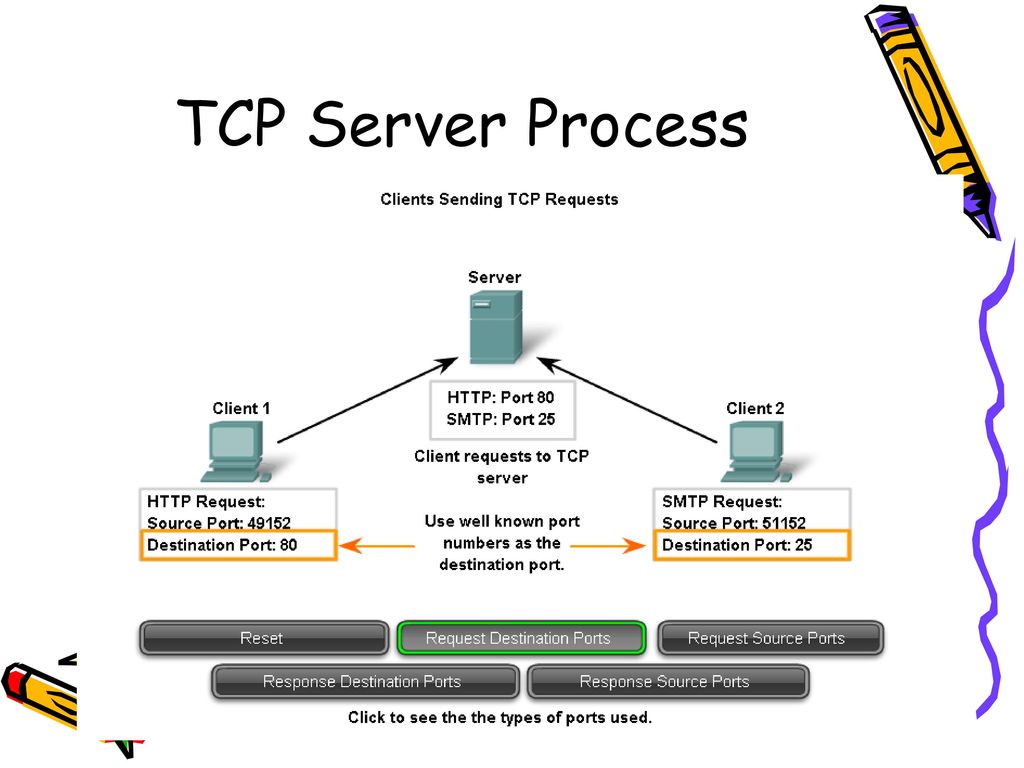 TCP Server Process
Clients Sending TCP Requests
Server
HTTP: Port 80
SMTP: Port 25
Client 1
Client 2
Client requests to TCP
server
HTTP Request:
Source Port: 49152
Destination Port: 80
Use well known port
numbers as the
destination port.
SMTP Request:
Source Port: 51152
Destination Port: 25
Reset
Request Destination Ports
Request Source Ports
Response Destination Ports
Response Source Ports
Click to see the the types of ports used.